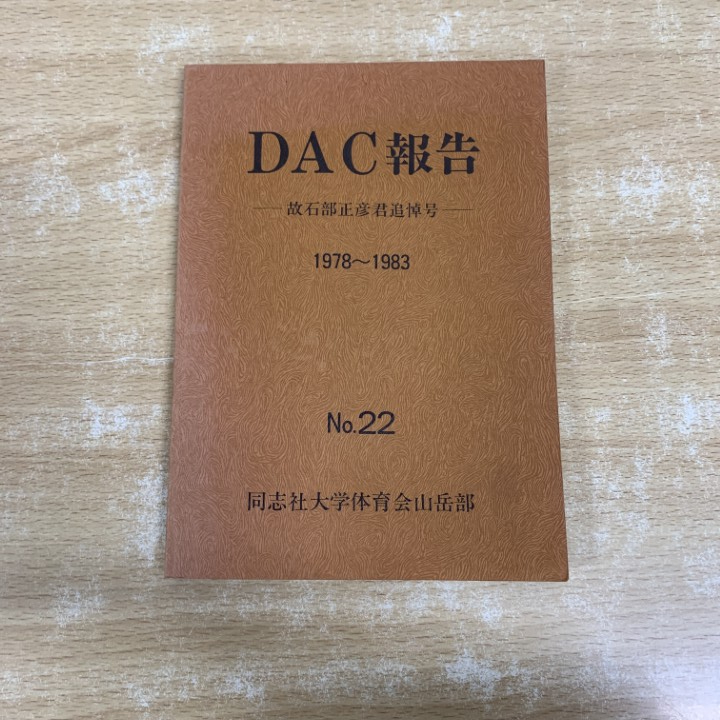 DAC報告
故石部正彦君追悼号
1978〜1983
No.22
同志社大学体育会山岳部